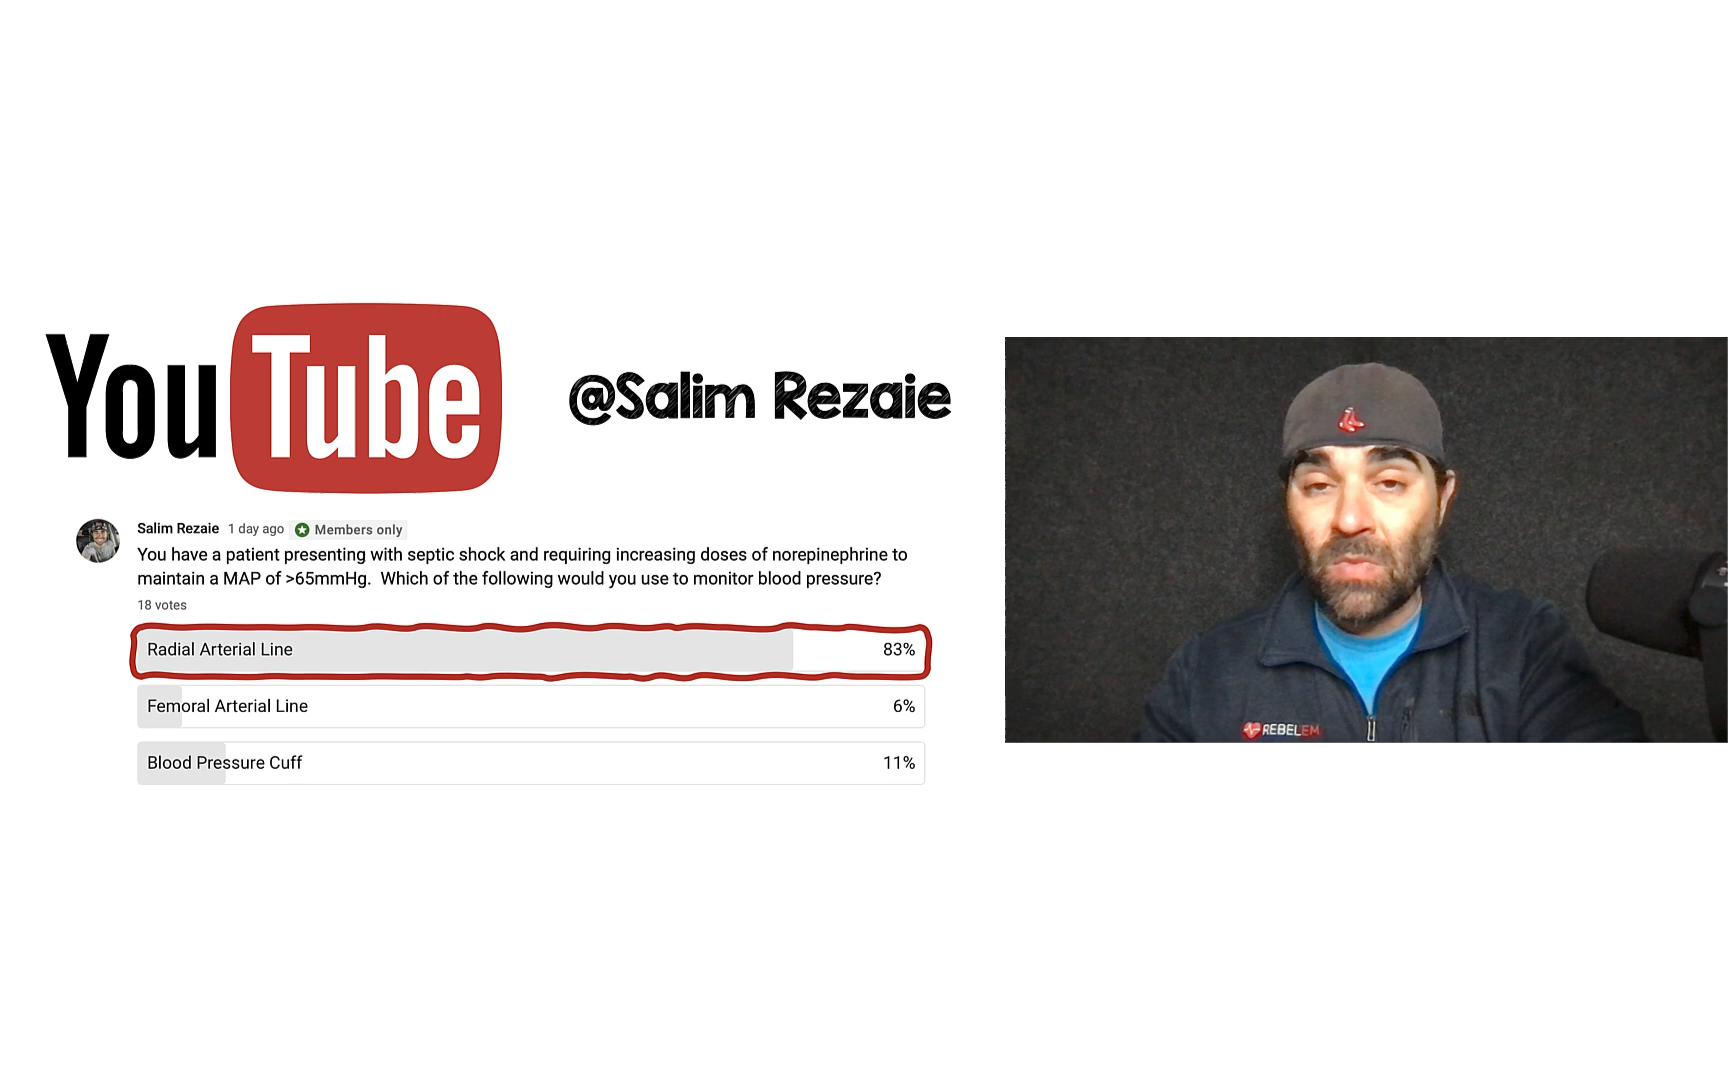 YouTube
@Salim Rezaie
Salim Rezaie 1 day ago Members only
You have a patient presenting with septic shock and requiring increasing doses of norepinephrine to
maintain a MAP of >65mmHg. Which of the following would you use to monitor blood pressure?
18 votes
Radial Arterial Line 83%
Femoral Arterial Line 6%
Blood Pressure Cuff 11%
REBELEM